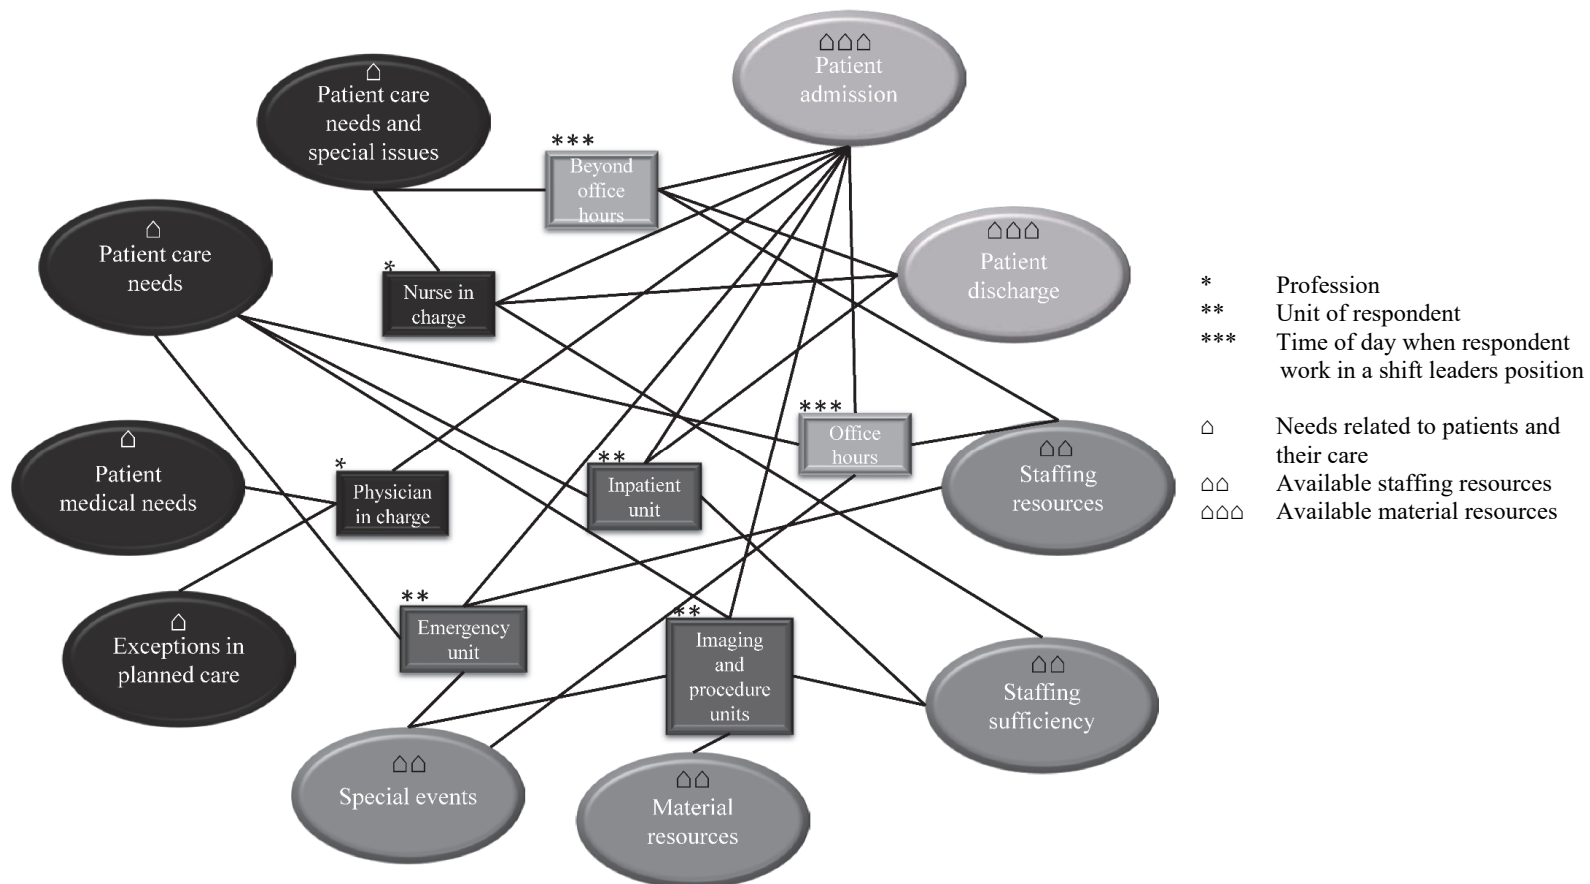 ⌂⌂⌂
Patient
admission
⌂
Patient care
needs and
special issues
***
Beyond
office
hours
⌂
Patient care
needs
⌂⌂⌂
Patient
discharge
*
Nurse in
charge
* Profession
** Unit of respondent
*** Time of day when respondent
work in a shift leaders position
⌂ Needs related to patients and
their care
⌂⌂ Available staffing resources
⌂⌂⌂ Available material resources
***
Office
hours
⌂
Patient
medical needs
*
Physician
in charge
**
Inpatient
unit
⌂⌂
Staffing
resources
⌂
Exceptions in
planned care
**
Emergency
unit
**
Imaging
and
procedure
units
⌂⌂
Staffing
sufficiency
⌂⌂
Special events
⌂⌂
Material
resources